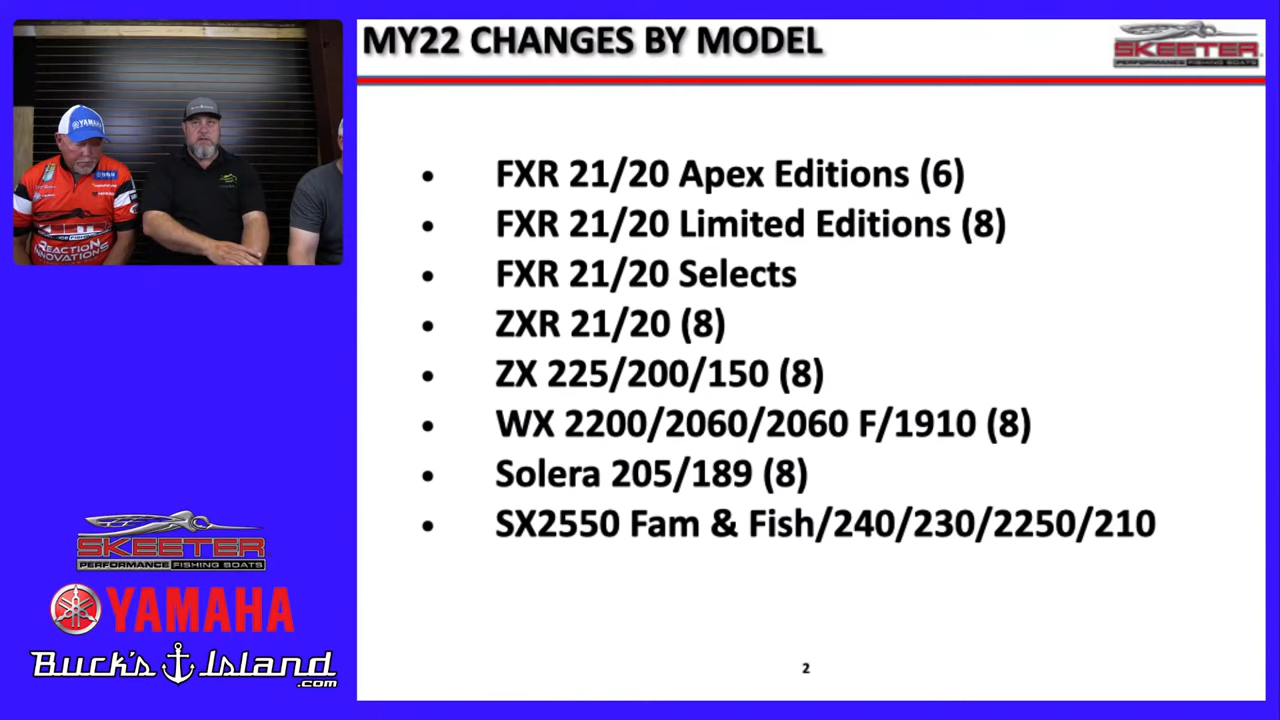 MY22 CHANGES BY MODEL
SKEETER
PERFORMANCE FISHING BOATS
• FXR 21/20 Apex Editions (6)
• FXR 21/20 Limited Editions (8)
• FXR 21/20 Selects
• ZXR 21/20 (8)
• ZX 225/200/150 (8)
• WX 2200/2060/2060 F/1910 (8)
• Solera 205/189 (8)
• SX2550 Fam & Fish/240/230/2250/210
2
YAMAHA
REACTION
INNOVATIONS
SKEETER
PERFORMANCE FISHING BOATS
YAMAHA
Buck's Island
.com